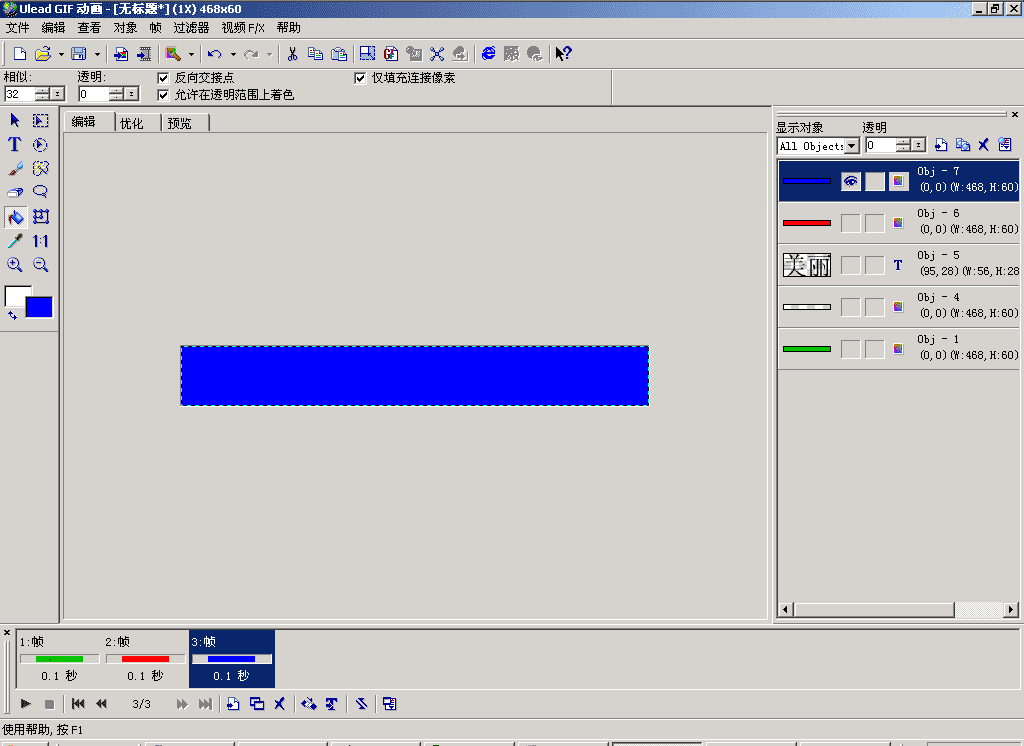 Ulead GIF 动画 - [无标题*] (1X) 468x60
文件 编辑 查看 对象 帧 过滤器 视频 F/X 帮助
相似: 透明: 反向交接点 仅填充连接像素
32 0 允许在透明范围上着色
编辑 优化 预览
T
1:1
显示对象 透明
All Objects 0
Obj - 7
(0,0)(W:468,H:60)
Obj - 6
(0,0)(W:468,H:60)
美丽 T Obj - 5
(95,28)(W:56,H:28
Obj - 4
(0,0)(W:468,H:60)
Obj - 1
(0,0)(W:468,H:60)
1:帧 2:帧 3:帧
0.1 秒 0.1 秒 0.1 秒
3/3
使用帮助, 按 F1